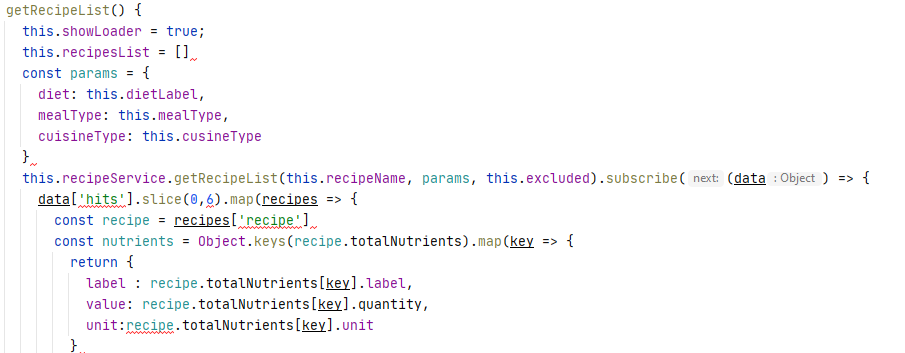 getRecipeList() {
this.showLoader = true;
this.recipesList = []
const params = {
diet: this.dietLabel,
mealType: this.mealType,
cuisineType: this.cusineType
}
this.recipeService.getRecipeList(this.recipeName, params, this.excluded).subscribe( next: (data : Object ) => {
data['hits'].slice(0,6).map(recipes => {
const recipe = recipes['recipe']
const nutrients = Object.keys(recipe.totalNutrients).map(key => {
return {
label : recipe.totalNutrients[key].label,
value: recipe.totalNutrients[key].quantity,
unit:recipe.totalNutrients[key].unit
}